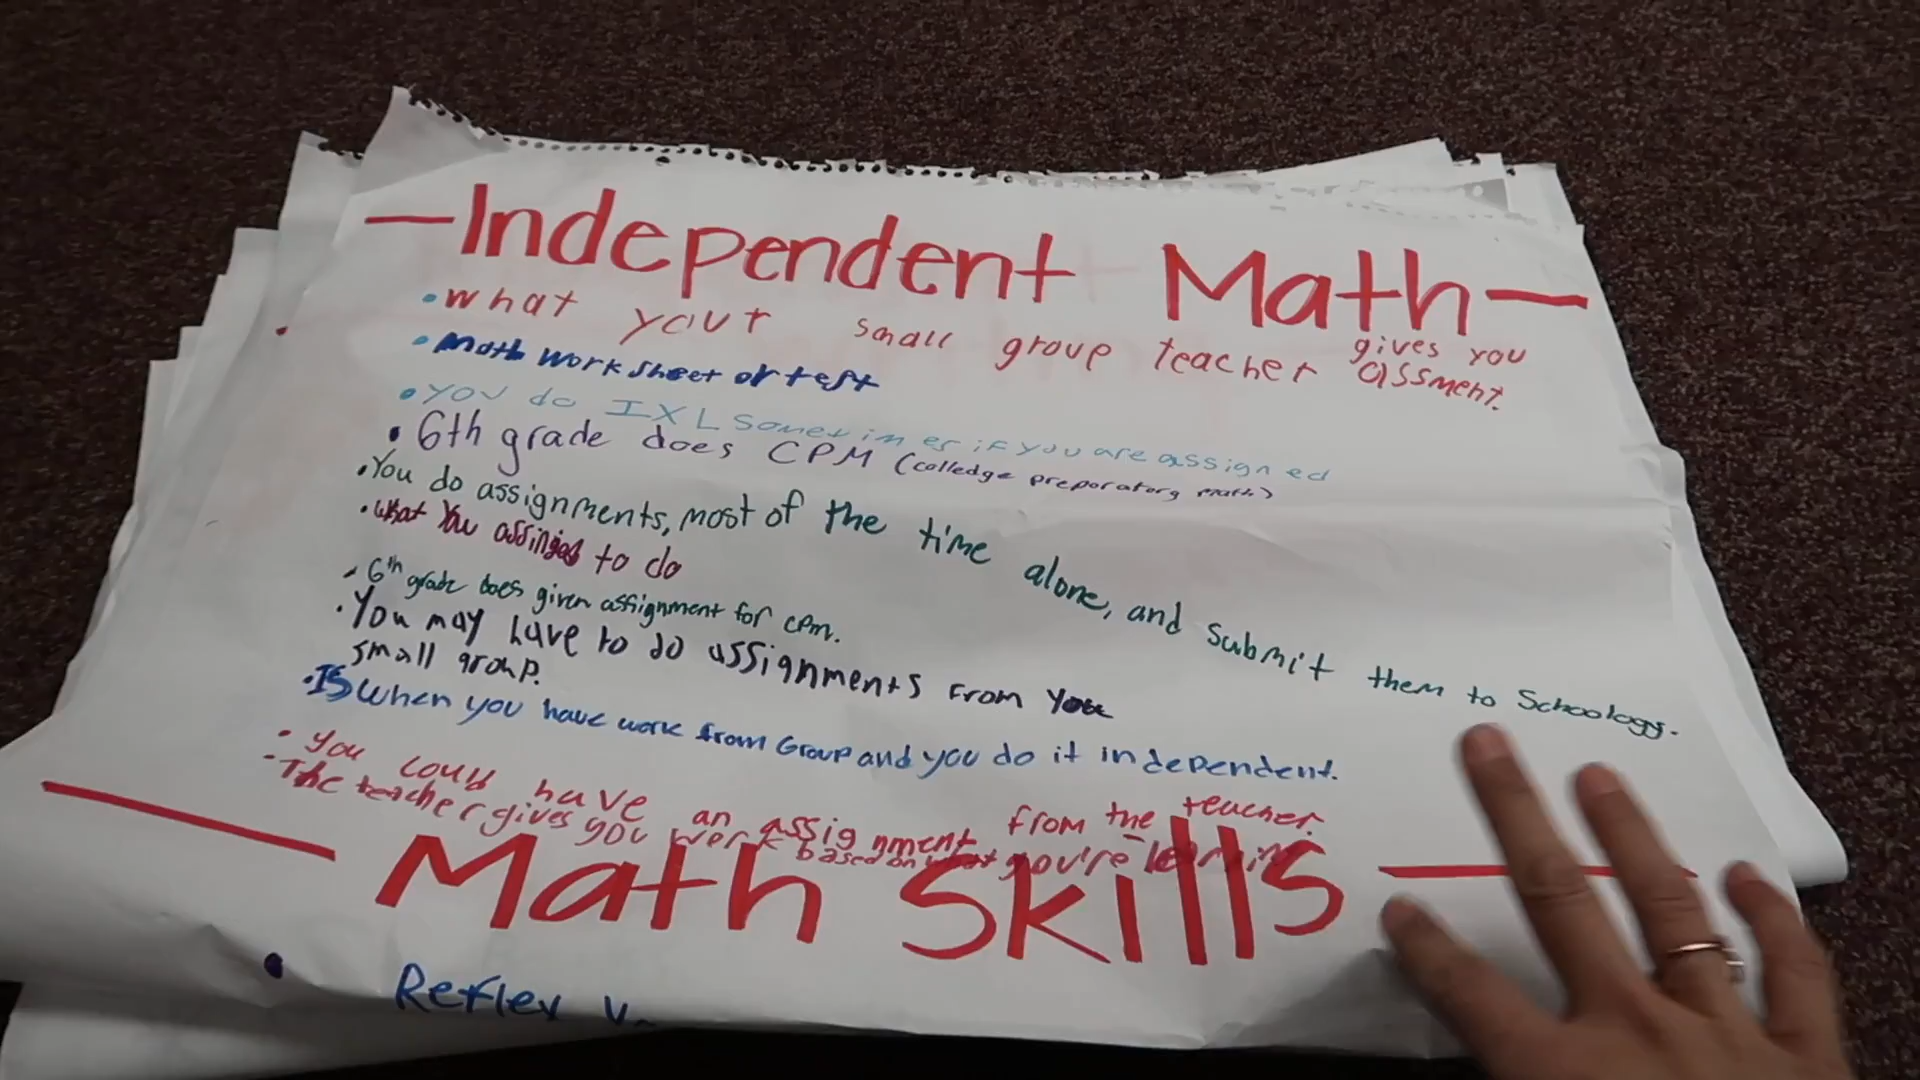 —Independent Math—
• what your small group teacher gives you assment.
• math work sheet or test
• you do IXL sometimes if you are assigned
• 6th grade does CPM (colledge preporatory math)
• You do assignments, most of the time alone, and submit them to Schoology.
• what You assinged to do
- 6th grade does given assignment for CPM.
• You may have to do assignments from you
small group.
• IS when you have work from Group and you do it independent.
• you could have an assignment from the teacher.
- The teacher gives you work based on what you're learning
— Math Skills —
• Reflex